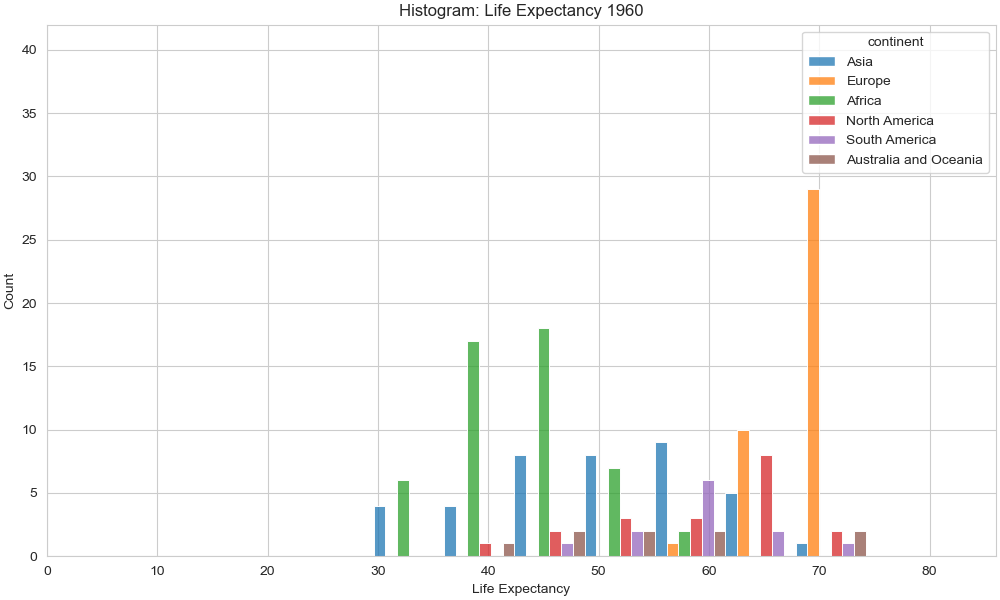 Histogram: Life Expectancy 1960
continent
Asia
Europe
Africa
North America
South America
Australia and Oceania
Count
40
35
30
25
20
15
10
5
0
0 10 20 30 40 50 60 70 80
Life Expectancy